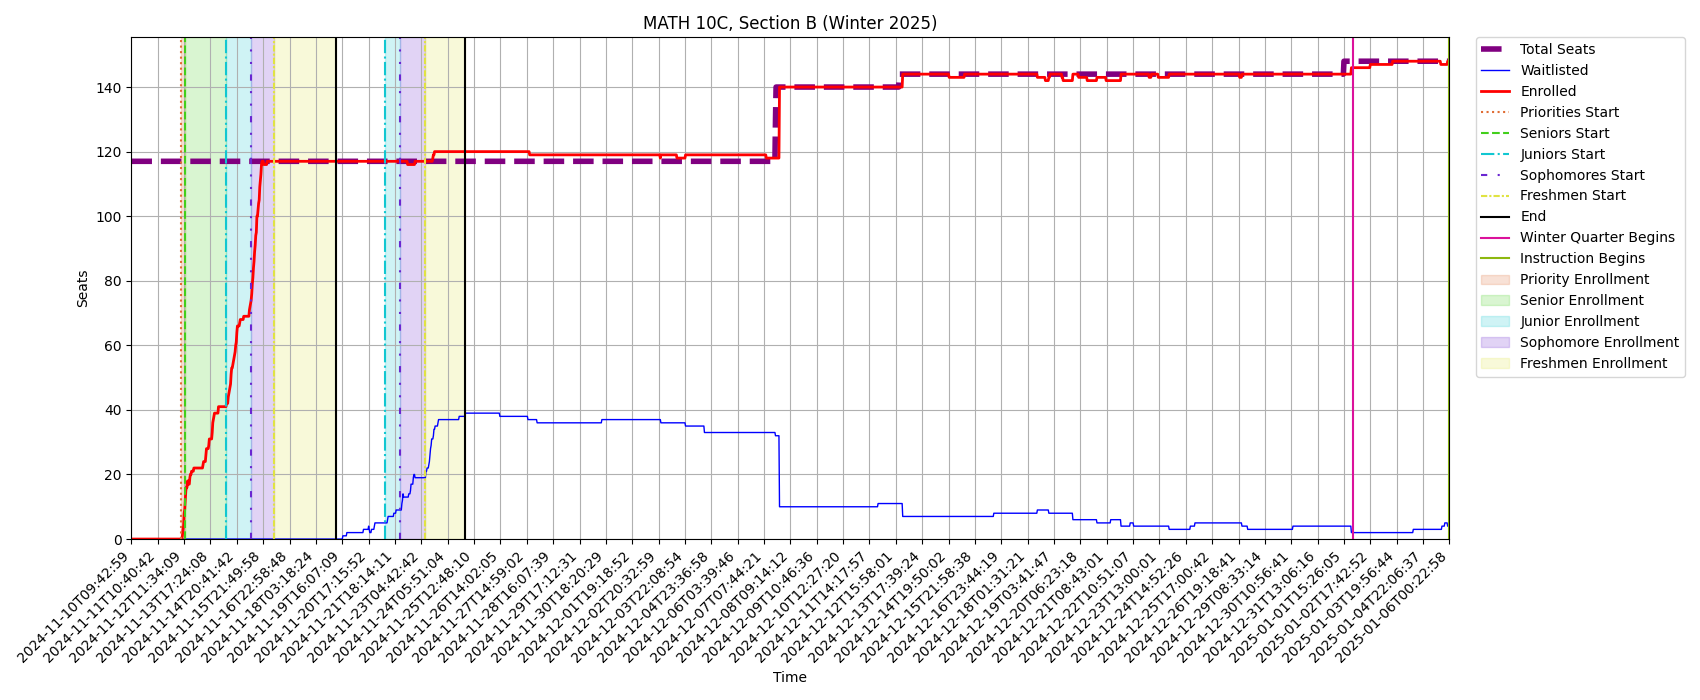 MATH 10C, Section B (Winter 2025)
Seats
140
120
100
80
60
40
20
0
2024-11-10T09:42:59
2024-11-11T10:40:42
2024-11-12T11:34:09
2024-11-13T17:24:08
2024-11-14T20:41:42
2024-11-15T21:49:58
2024-11-16T22:58:48
2024-11-18T03:18:24
2024-11-19T16:07:09
2024-11-20T17:15:52
2024-11-21T18:14:11
2024-11-23T04:42:42
2024-11-24T05:51:04
2024-11-25T12:48:10
2024-11-26T14:02:05
2024-11-27T14:59:02
2024-11-28T16:07:39
2024-11-29T17:12:31
2024-11-30T18:20:29
2024-12-01T19:18:52
2024-12-02T20:32:59
2024-12-03T22:08:54
2024-12-04T23:36:58
2024-12-06T03:39:46
2024-12-07T07:44:21
2024-12-08T09:14:12
2024-12-09T10:46:36
2024-12-10T12:27:20
2024-12-11T14:17:57
2024-12-12T15:58:01
2024-12-13T17:39:24
2024-12-14T19:50:02
2024-12-15T21:58:38
2024-12-16T23:44:19
2024-12-18T01:31:21
2024-12-19T03:41:47
2024-12-20T06:23:18
2024-12-21T08:43:01
2024-12-22T10:51:07
2024-12-23T13:00:01
2024-12-24T14:52:26
2024-12-25T17:00:42
2024-12-26T19:18:41
2024-12-29T08:33:14
2024-12-30T10:56:41
2024-12-31T13:06:16
2025-01-01T15:26:05
2025-01-02T17:42:52
2025-01-03T19:56:44
2025-01-04T22:06:37
2025-01-06T00:22:58
Time
Total Seats
Waitlisted
Enrolled
Priorities Start
Seniors Start
Juniors Start
Sophomores Start
Freshmen Start
End
Winter Quarter Begins
Instruction Begins
Priority Enrollment
Senior Enrollment
Junior Enrollment
Sophomore Enrollment
Freshmen Enrollment